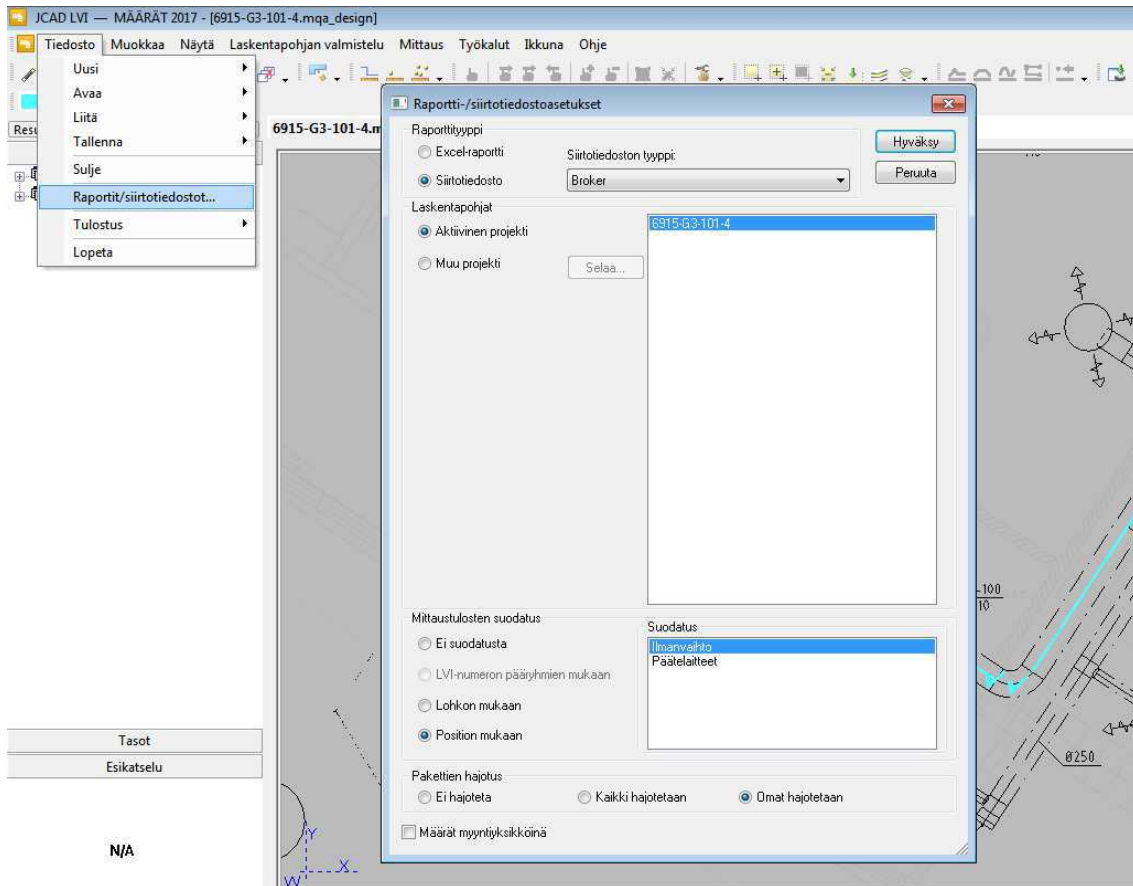 JCAD LVI — MÄÄRÄT 2017 - [6915-G3-101-4.mqa_design]
Tiedosto Muokkaa Näytä Laskentapohjan valmistelu Mittaus Työkalut Ikkuna Ohje
Uusi
Avaa
Liitä
Tallenna
Sulje
Raportit/siirtotiedostot...
Tulostus
Lopeta
Resu
6915-G3-101-4.m
Raportti-/siirtotiedostoasetukset
Raporttityyppi
Excel-raportti
Siirtotiedoston tyyppi:
Hyväksy
Siirtotiedosto
Broker
Peruuta
Laskentapohjat
Aktiivinen projekti
6915-G3-101-4
Muu projekti
Selaa...
Mittaustulosten suodatus
Suodatus
Ei suodatusta
Ilmanvaihto
Päätelaitteet
LVI-numeron pääryhmien mukaan
Lohkon mukaan
Position mukaan
Pakettien hajotus
Ei hajoteta
Kaikki hajotetaan
Omat hajotetaan
Määrät myyntiyksikköinä
Tasot
Esikatselu
N/A
Y
X
W
100
10
Ø250